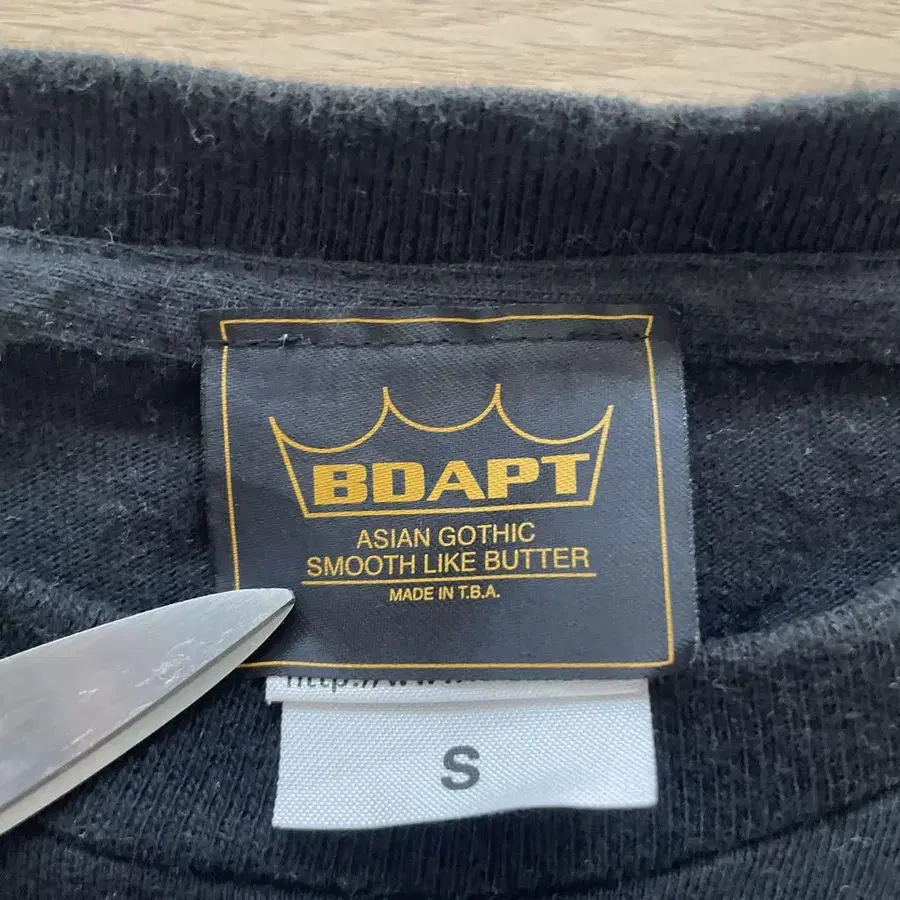 BDAPT
ASIAN GOTHIC
SMOOTH LIKE BUTTER
MADE IN T.B.A.
S